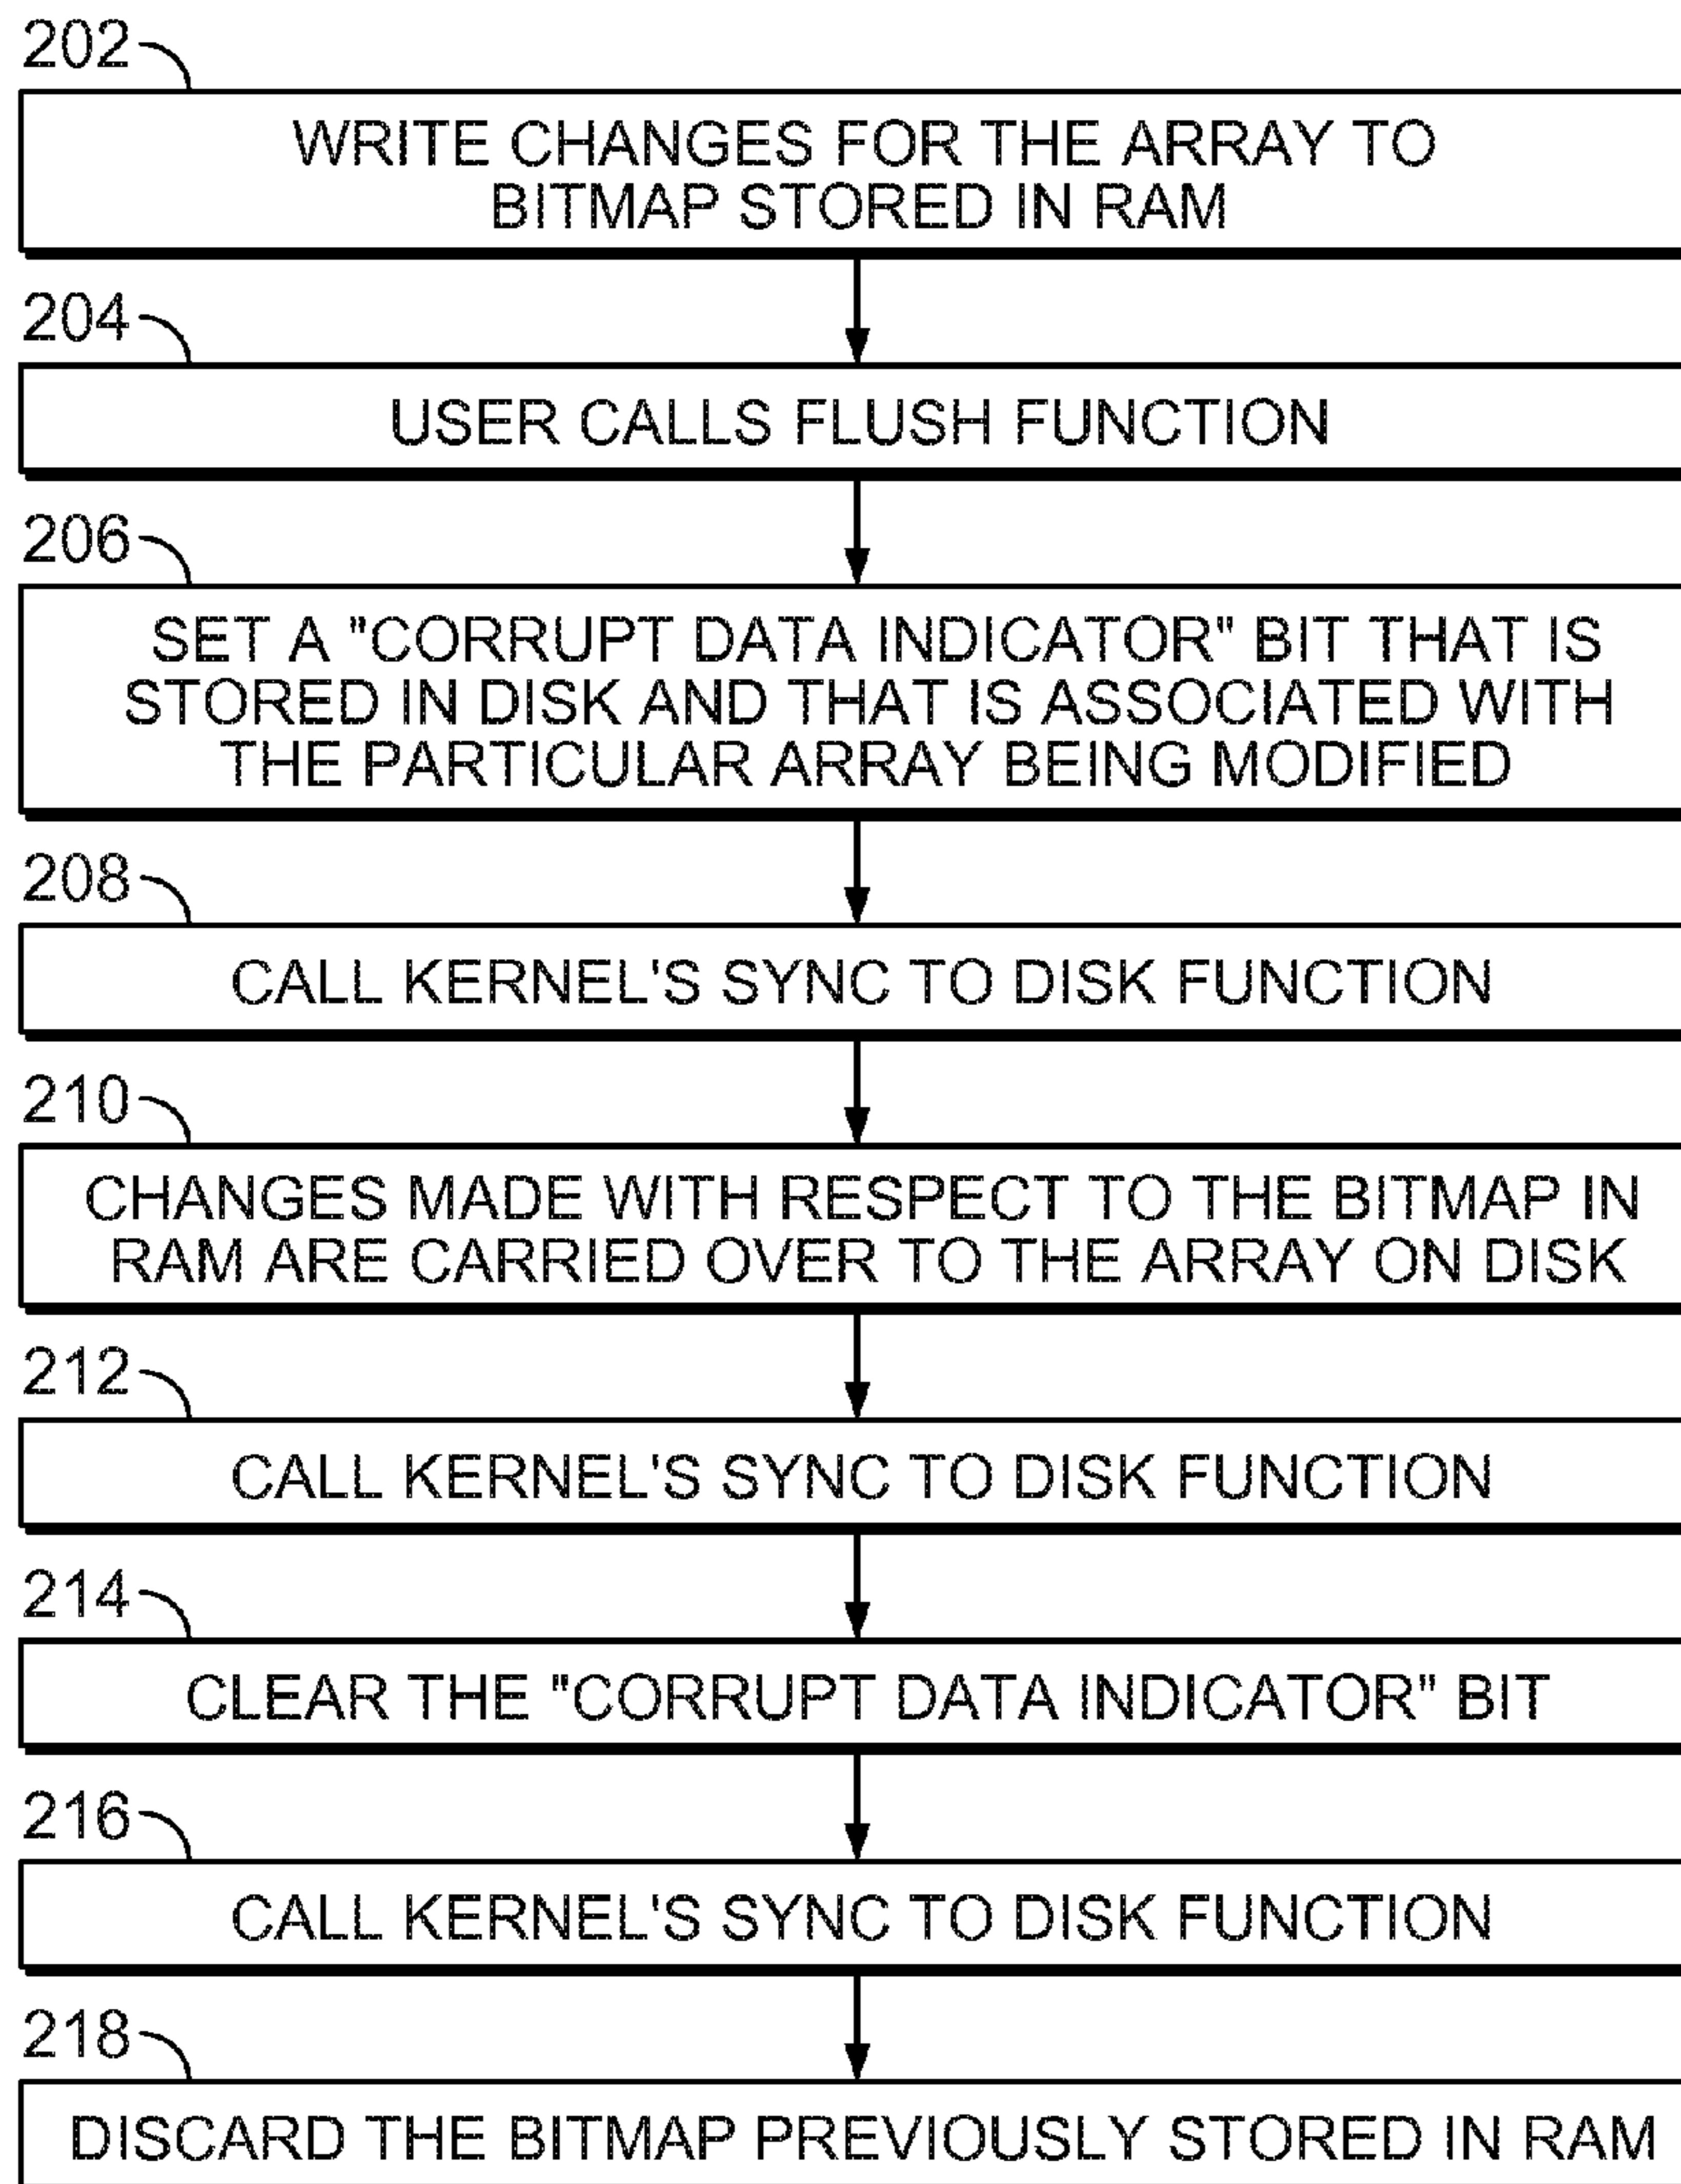 202
WRITE CHANGES FOR THE ARRAY TO
BITMAP STORED IN RAM
204
USER CALLS FLUSH FUNCTION
206
SET A "CORRUPT DATA INDICATOR" BIT THAT IS
STORED IN DISK AND THAT IS ASSOCIATED WITH
THE PARTICULAR ARRAY BEING MODIFIED
208
CALL KERNEL'S SYNC TO DISK FUNCTION
210
CHANGES MADE WITH RESPECT TO THE BITMAP IN
RAM ARE CARRIED OVER TO THE ARRAY ON DISK
212
CALL KERNEL'S SYNC TO DISK FUNCTION
214
CLEAR THE "CORRUPT DATA INDICATOR" BIT
216
CALL KERNEL'S SYNC TO DISK FUNCTION
218
DISCARD THE BITMAP PREVIOUSLY STORED IN RAM